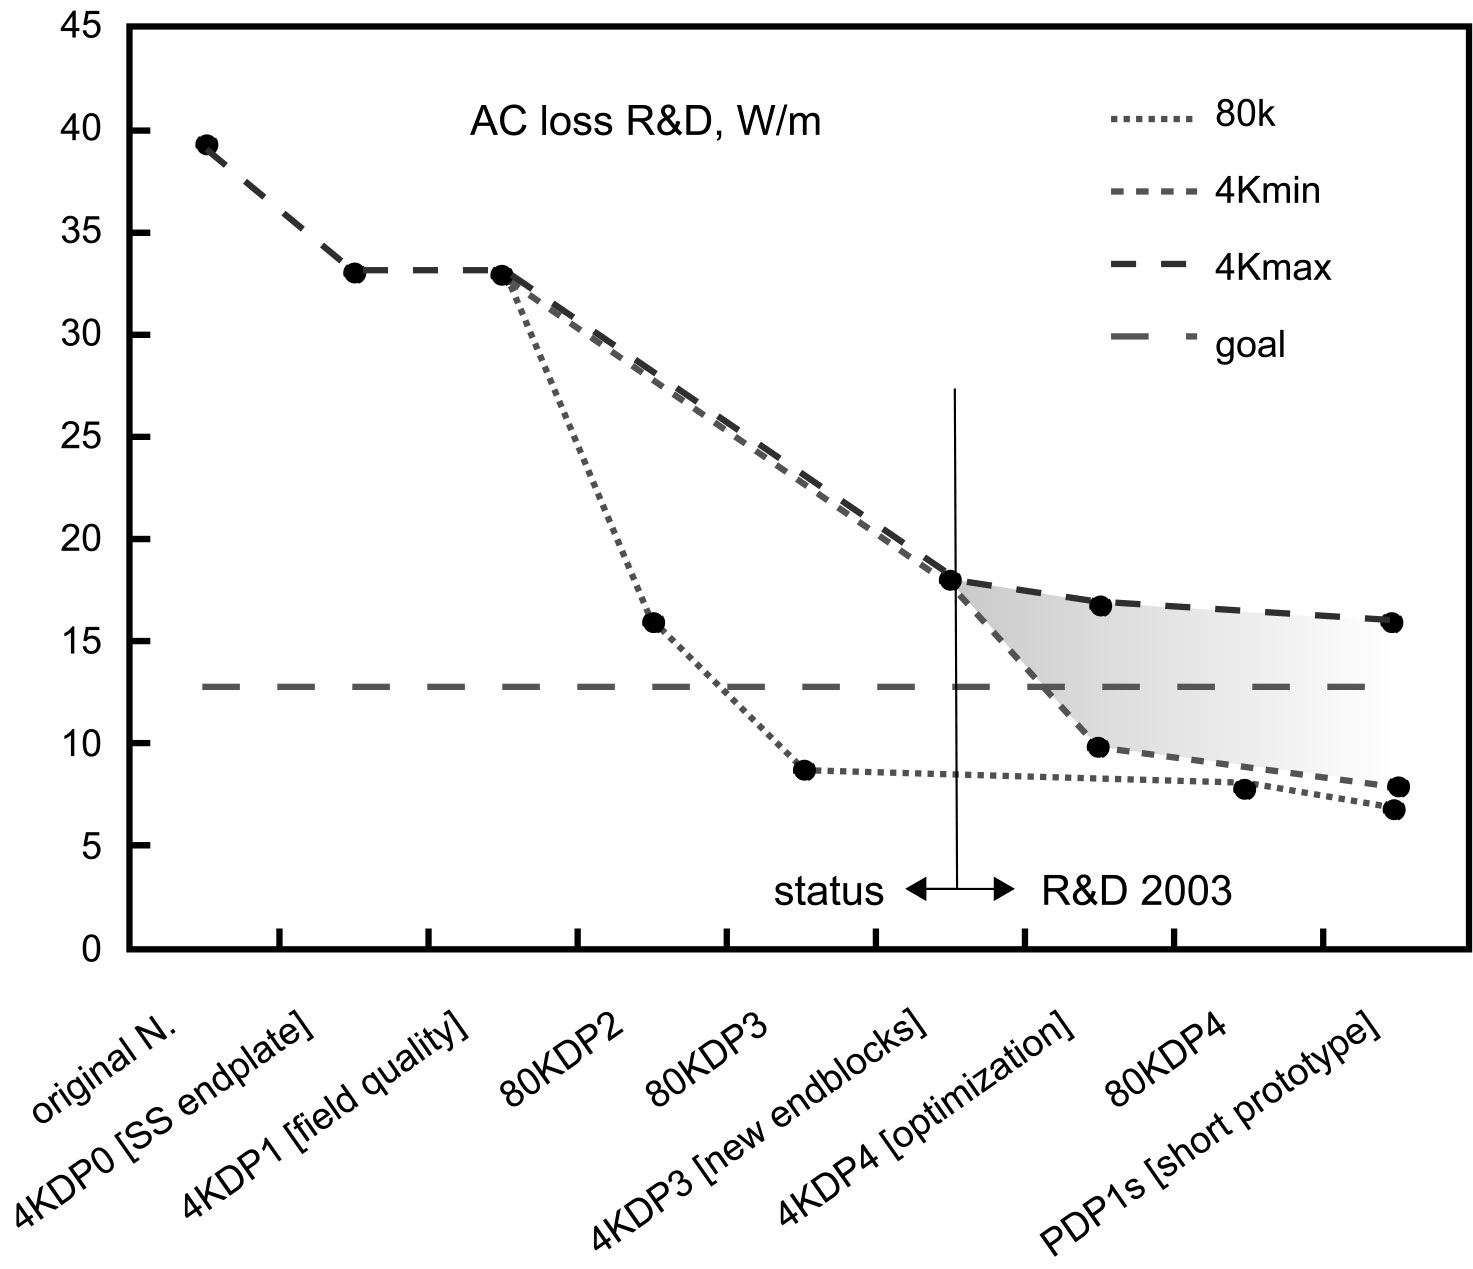 45
40
35
30
25
20
15
10
5
0
AC loss R&D, W/m
80k
4Kmin
4Kmax
goal
status
R&D 2003
original N.
4KDP0 [SS endplate]
4KDP1 [field quality]
80KDP2
80KDP3
4KDP3 [new endblocks]
4KDP4 [optimization]
80KDP4
PDP1s [short prototype]